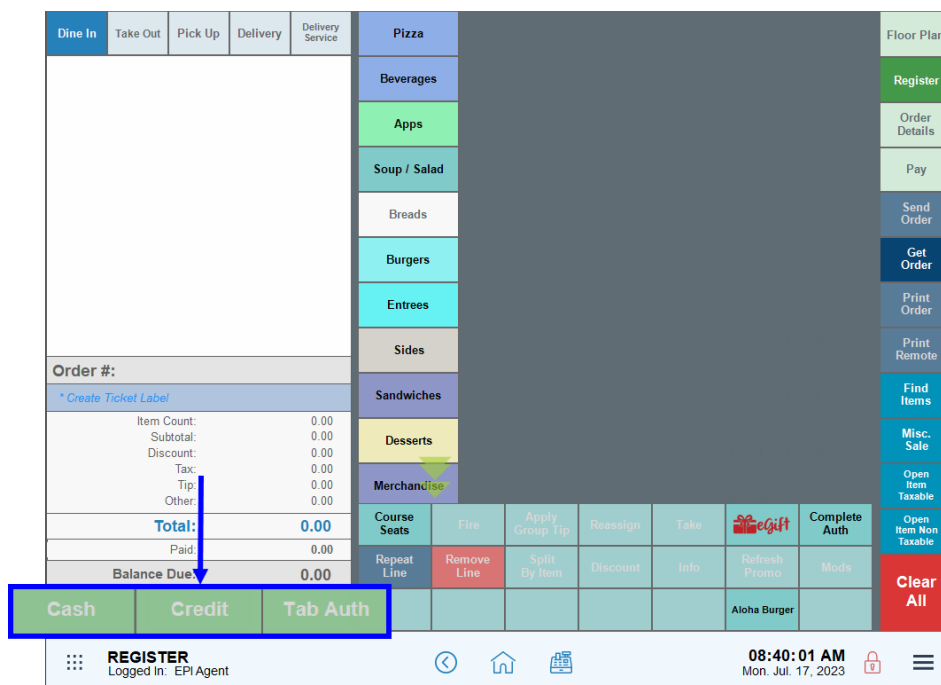 Dine In
Take Out
Pick Up
Delivery
Delivery
Service
Order #:
* Create Ticket Label
Item Count: 0.00
Subtotal: 0.00
Discount: 0.00
Tax: 0.00
Tip: 0.00
Other: 0.00
Total: 0.00
Paid: 0.00
Balance Due: 0.00
Cash
Credit
Tab Auth
Pizza
Beverages
Apps
Soup / Salad
Breads
Burgers
Entrees
Sides
Sandwiches
Desserts
Merchandise
Course
Seats
Fire
Apply
Group Tip
Reassign
Take
eGift
Complete
Auth
Repeat
Line
Remove
Line
Split
By Item
Discount
Info
Refresh
Promo
Mods
Aloha Burger
Floor Plan
Register
Order
Details
Pay
Send
Order
Get
Order
Print
Order
Print
Remote
Find
Items
Misc.
Sale
Open
Item
Taxable
Open
Item Non
Taxable
Clear
All
REGISTER
Logged In: EPI Agent
08:40:01 AM
Mon. Jul. 17, 2023